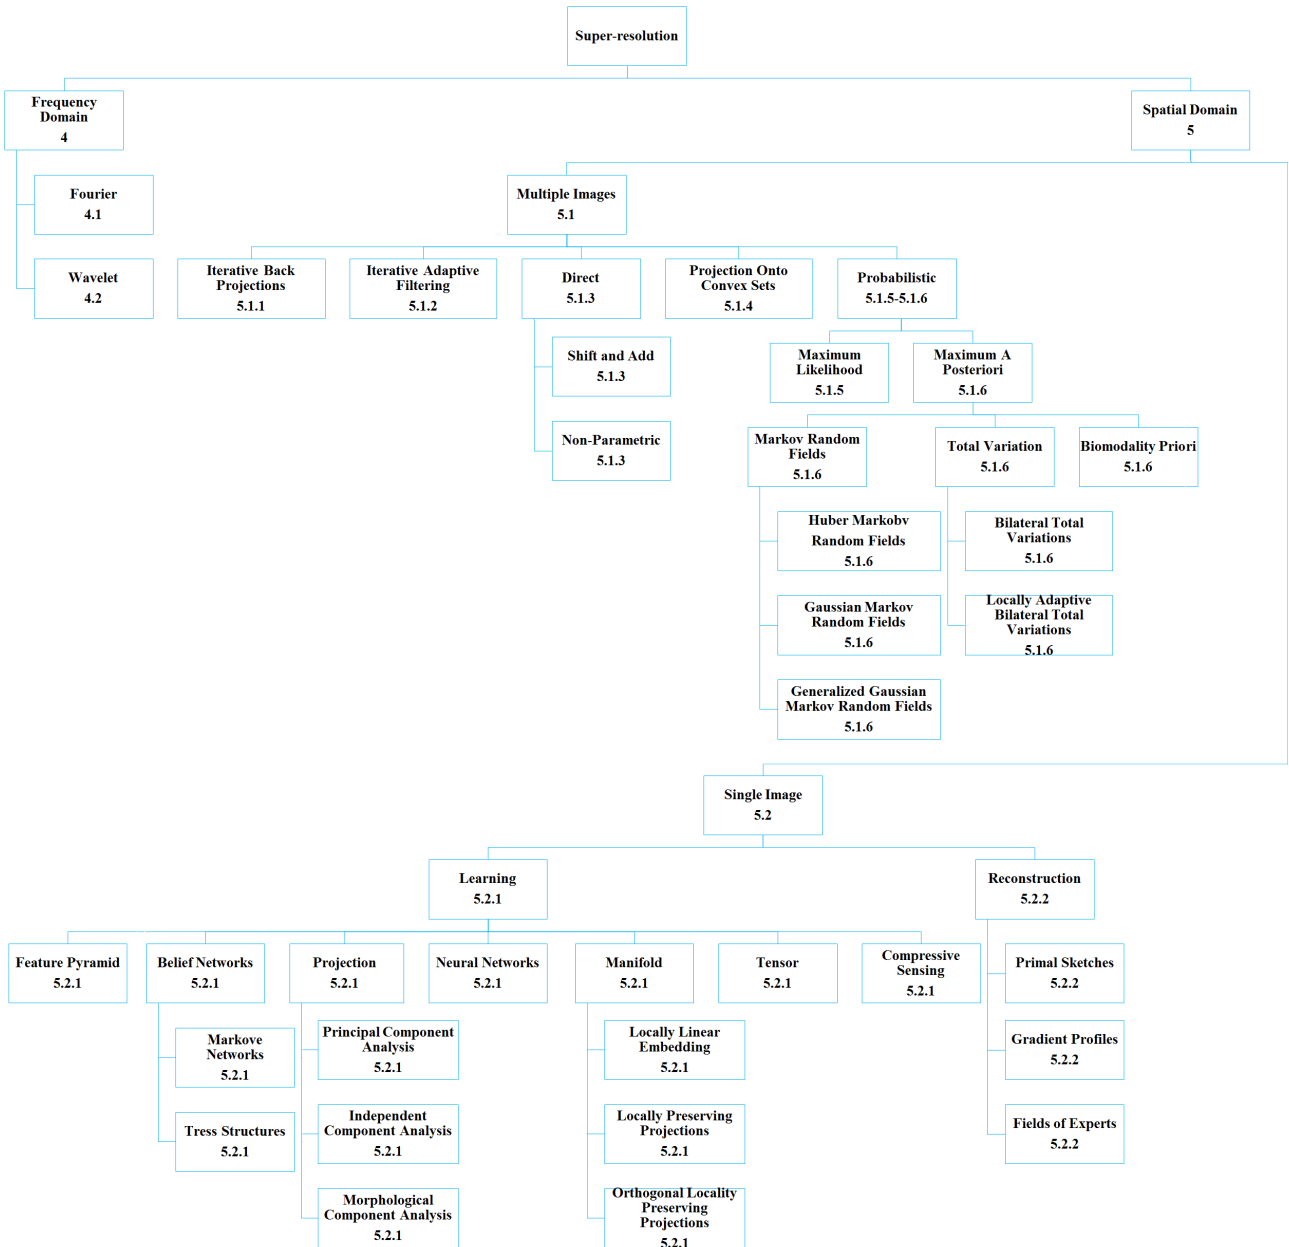 Super-resolution
Frequency
Domain
4
Spatial Domain
5
Fourier
4.1
Wavelet
4.2
Multiple Images
5.1
Iterative Back
Projections
5.1.1
Iterative Adaptive
Filtering
5.1.2
Direct
5.1.3
Projection Onto
Convex Sets
5.1.4
Probabilistic
5.1.5-5.1.6
Shift and Add
5.1.3
Non-Parametric
5.1.3
Maximum
Likelihood
5.1.5
Maximum A
Posteriori
5.1.6
Markov Random
Fields
5.1.6
Total Variation
5.1.6
Biomodality Priori
5.1.6
Huber Markobv
Random Fields
5.1.6
Gaussian Markov
Random Fields
5.1.6
Generalized Gaussian
Markov Random Fields
5.1.6
Bilateral Total
Variations
5.1.6
Locally Adaptive
Bilateral Total
Variations
5.1.6
Single Image
5.2
Learning
5.2.1
Reconstruction
5.2.2
Feature Pyramid
5.2.1
Belief Networks
5.2.1
Projection
5.2.1
Neural Networks
5.2.1
Manifold
5.2.1
Tensor
5.2.1
Compressive
Sensing
5.2.1
Primal Sketches
5.2.2
Gradient Profiles
5.2.2
Fields of Experts
5.2.2
Markove
Networks
5.2.1
Tress Structures
5.2.1
Principal Component
Analysis
5.2.1
Independent
Component Analysis
5.2.1
Morphological
Component Analysis
5.2.1
Locally Linear
Embedding
5.2.1
Locally Preserving
Projections
5.2.1
Orthogonal Locality
Preserving
Projections
5.2.1